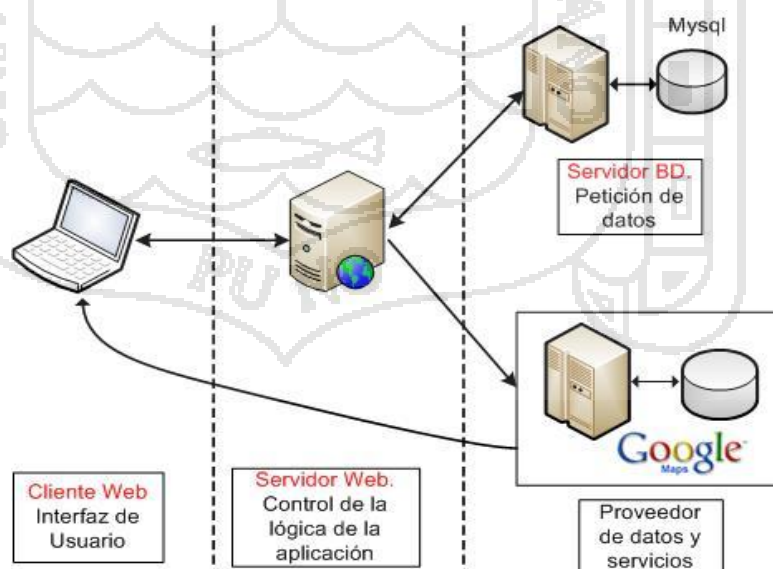 Mysql
Servidor BD.
Petición de
datos
Google
Maps
Cliente Web
Interfaz de
Usuario
Servidor Web.
Control de la
lógica de la
aplicación
Proveedor
de datos y
servicios